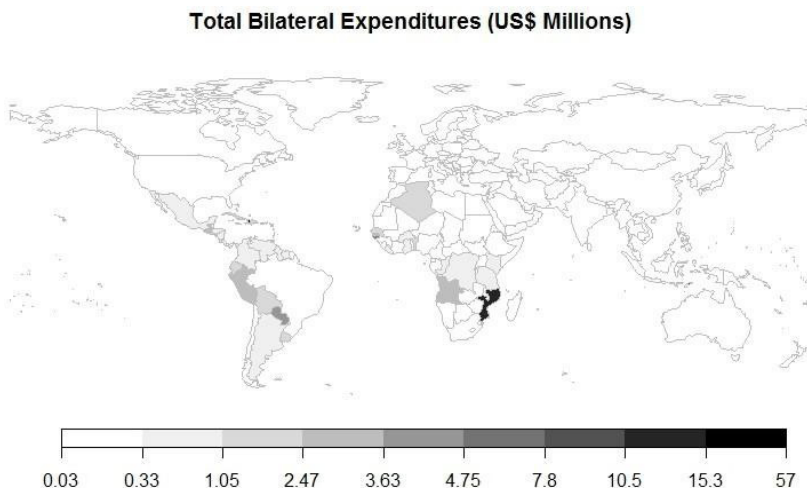 Total Bilateral Expenditures (US$ Millions)
0.03 0.33 1.05 2.47 3.63 4.75 7.8 10.5 15.3 57